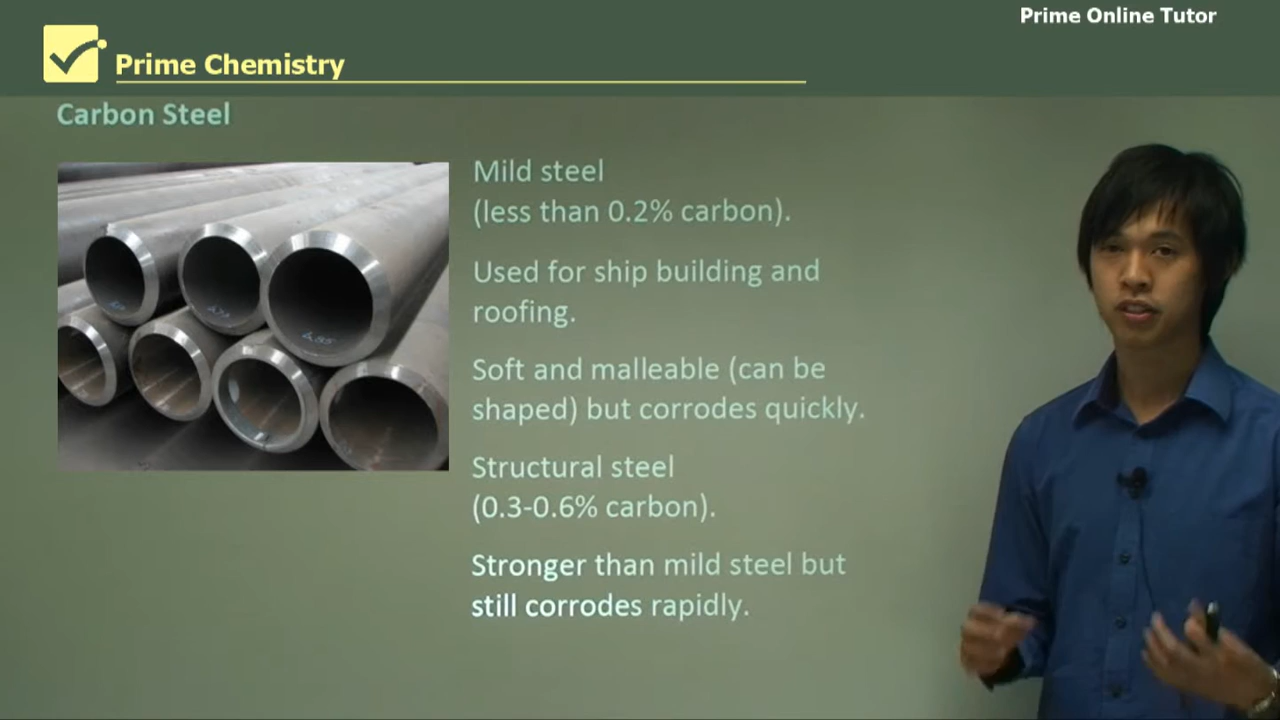 Prime Online Tutor
Prime Chemistry
Carbon Steel
Mild steel
(less than 0.2% carbon).
Used for ship building and
roofing.
Soft and malleable (can be
shaped) but corrodes quickly.
Structural steel
(0.3-0.6% carbon).
Stronger than mild steel but
still corrodes rapidly.